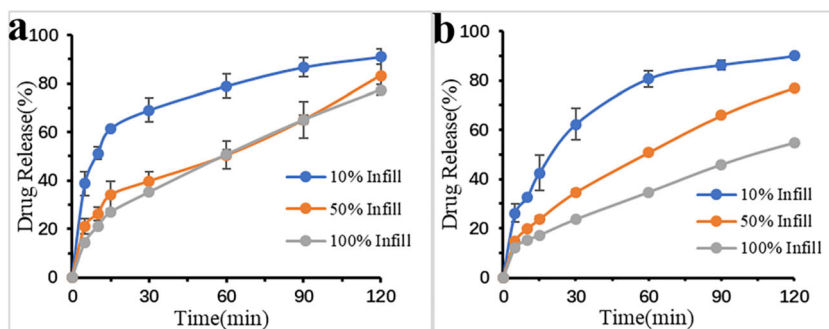 a
Drug Release(%)
100
80
60
40
20
0
0 30 60 90 120
Time(min)
10% Infill
50% Infill
100% Infill
b
Drug Release(%)
100
80
60
40
20
0
0 30 60 90 120
Time(min)
10% Infill
50% Infill
100% Infill